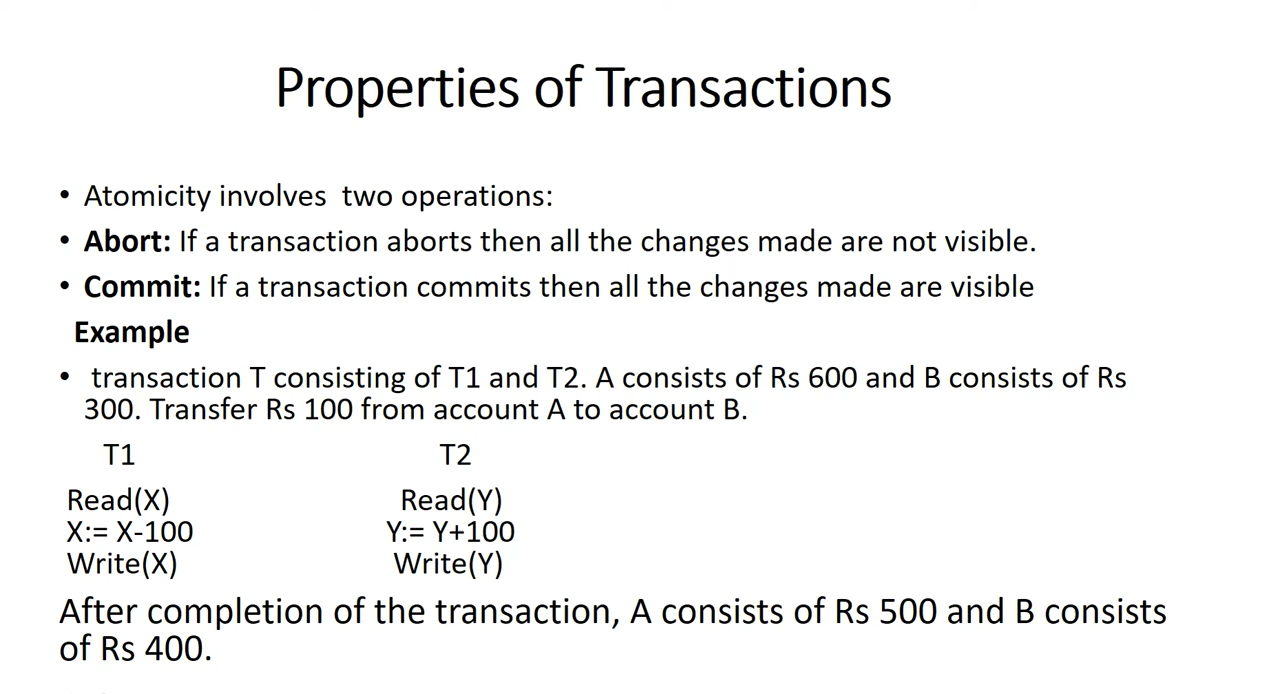 Properties of Transactions
• Atomicity involves two operations:
• Abort: If a transaction aborts then all the changes made are not visible.
• Commit: If a transaction commits then all the changes made are visible
Example
• transaction T consisting of T1 and T2. A consists of Rs 600 and B consists of Rs
300. Transfer Rs 100 from account A to account B.
T1 T2
Read(X) Read(Y)
X:= X-100 Y:= Y+100
Write(X) Write(Y)
After completion of the transaction, A consists of Rs 500 and B consists
of Rs 400.